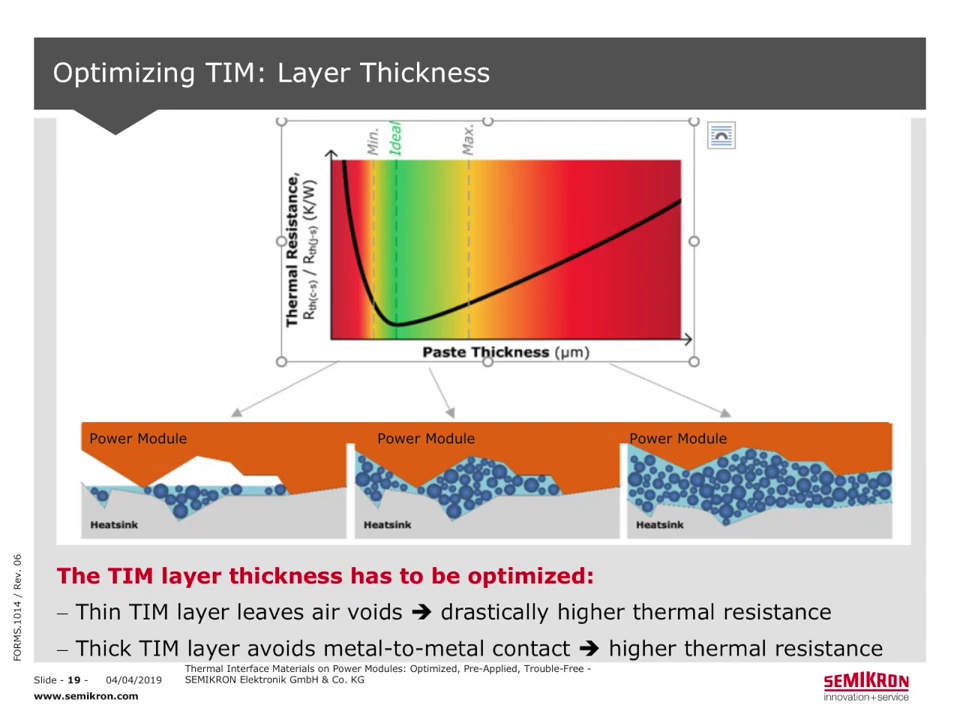 Optimizing TIM: Layer Thickness
Min.
Ideal
Max.
Thermal Resistance,
Rth(c-s) / Rth(j-s) (K/W)
Paste Thickness (µm)
Power Module
Heatsink
Power Module
Heatsink
Power Module
Heatsink
The TIM layer thickness has to be optimized:
– Thin TIM layer leaves air voids ➔ drastically higher thermal resistance
– Thick TIM layer avoids metal-to-metal contact ➔ higher thermal resistance
FORMS.1014 / Rev. 06
Slide - 19 - 04/04/2019
Thermal Interface Materials on Power Modules: Optimized, Pre-Applied, Trouble-Free -
SEMIKRON Elektronik GmbH & Co. KG
www.semikron.com
SEMIKRON
innovation+service